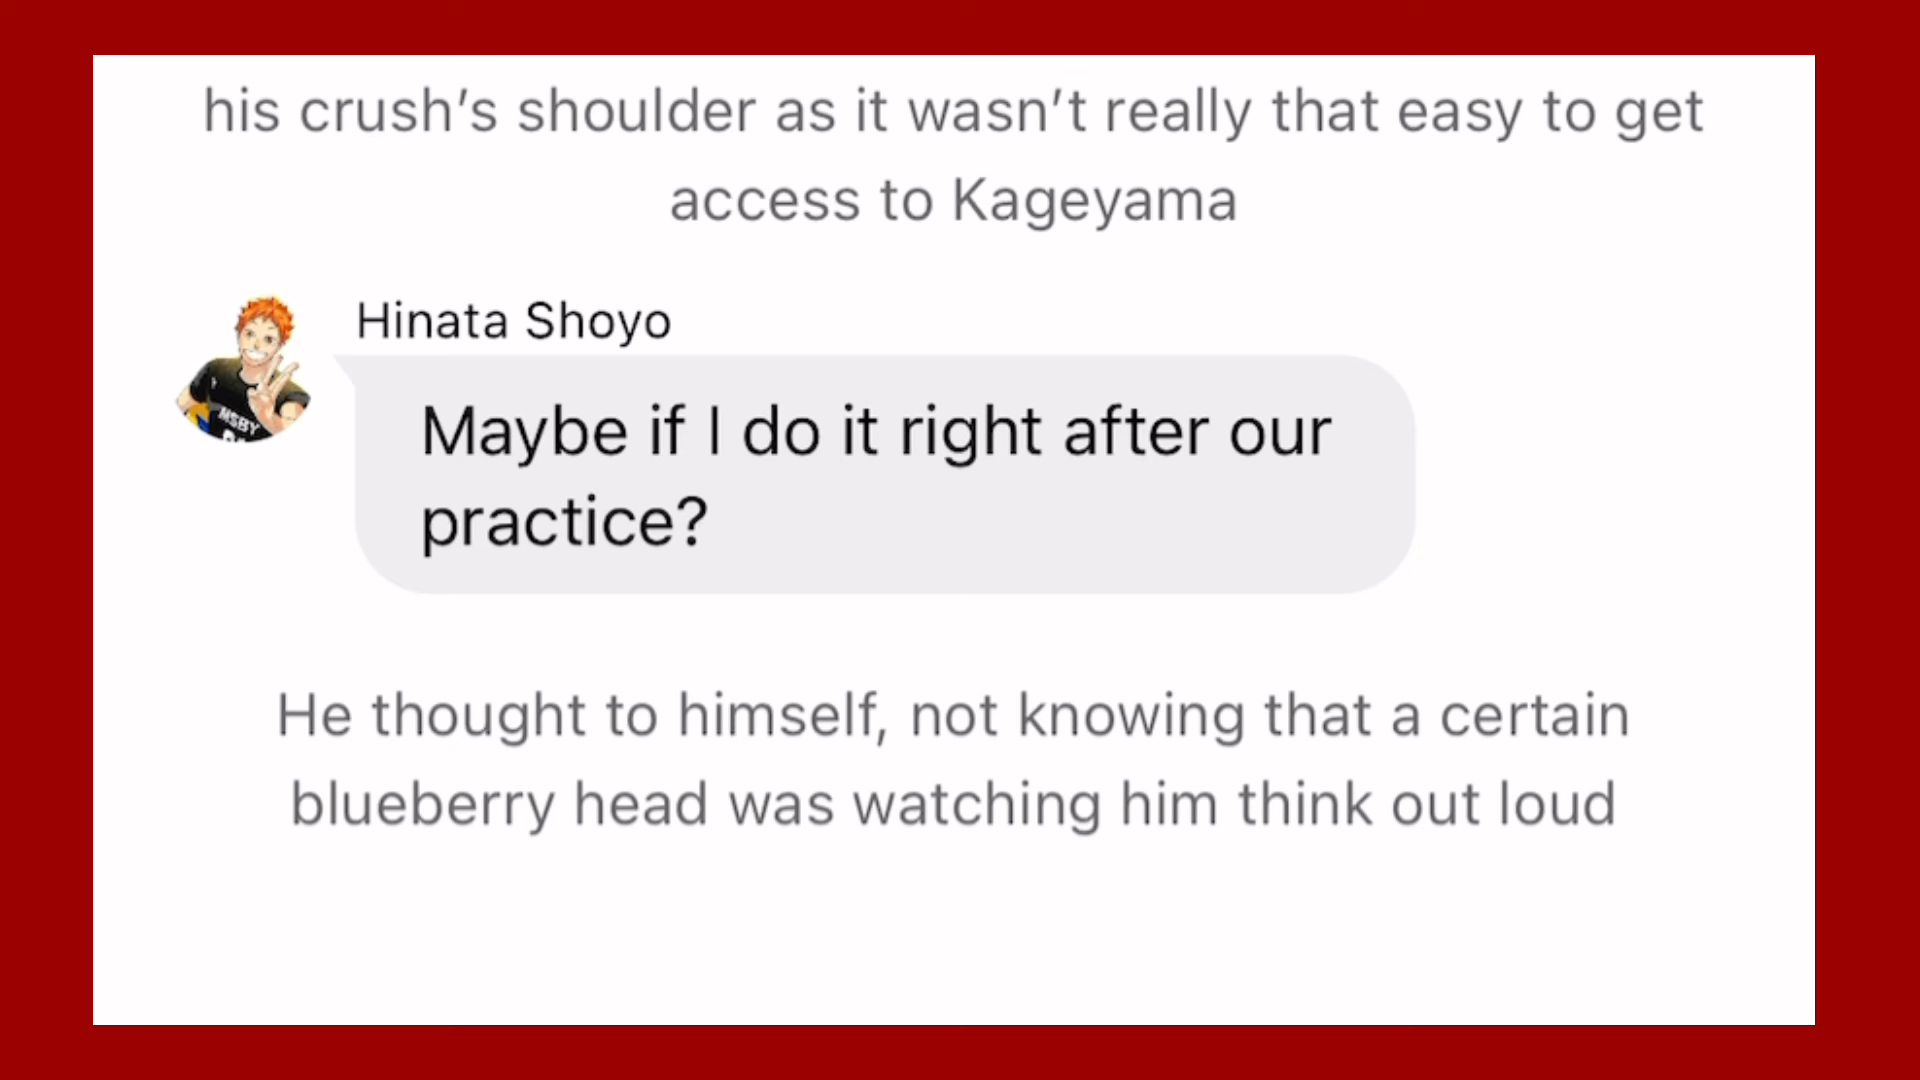 his crush’s shoulder as it wasn’t really that easy to get
access to Kageyama
Hinata Shoyo
MSBY
Maybe if I do it right after our
practice?
He thought to himself, not knowing that a certain
blueberry head was watching him think out loud